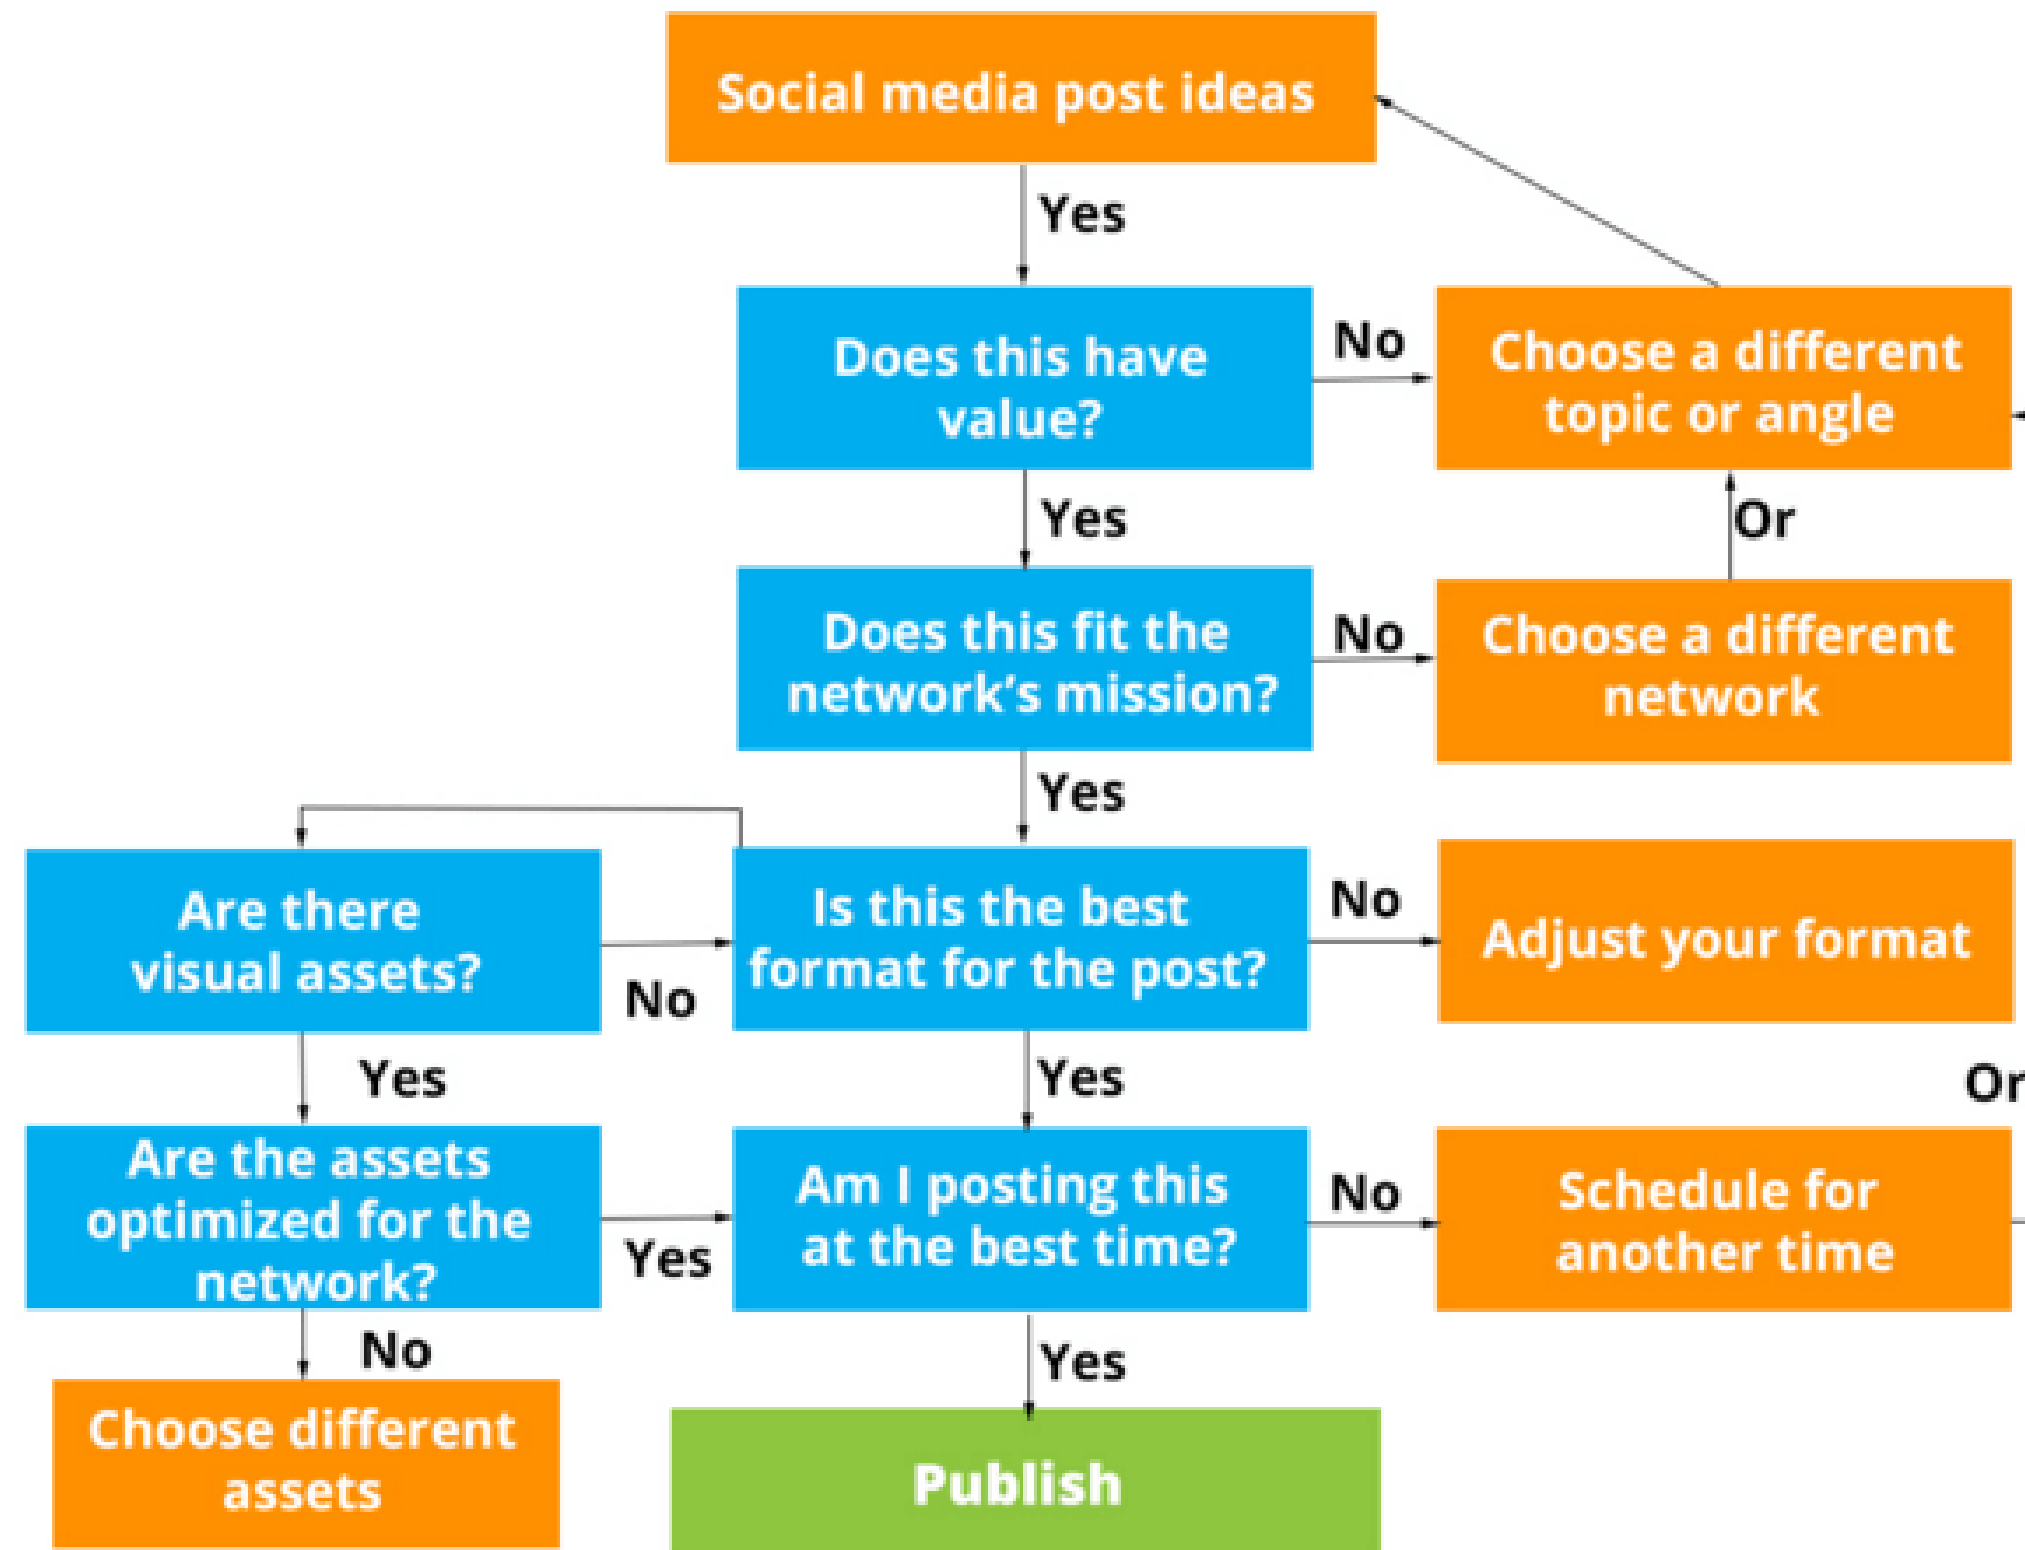 Social media post ideas
Yes
Does this have
value?
No
Choose a different
topic or angle
Yes
Or
Does this fit the
network's mission?
No
Choose a different
network
Yes
Are there
visual assets?
No
Is this the best
format for the post?
No
Adjust your format
Yes
Yes
Or
Are the assets
optimized for the
network?
Yes
Am I posting this
at the best time?
No
Schedule for
another time
No
Yes
Choose different
assets
Publish